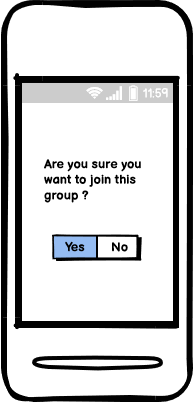 11:59
Are you sure you
want to join this
group ?
Yes No